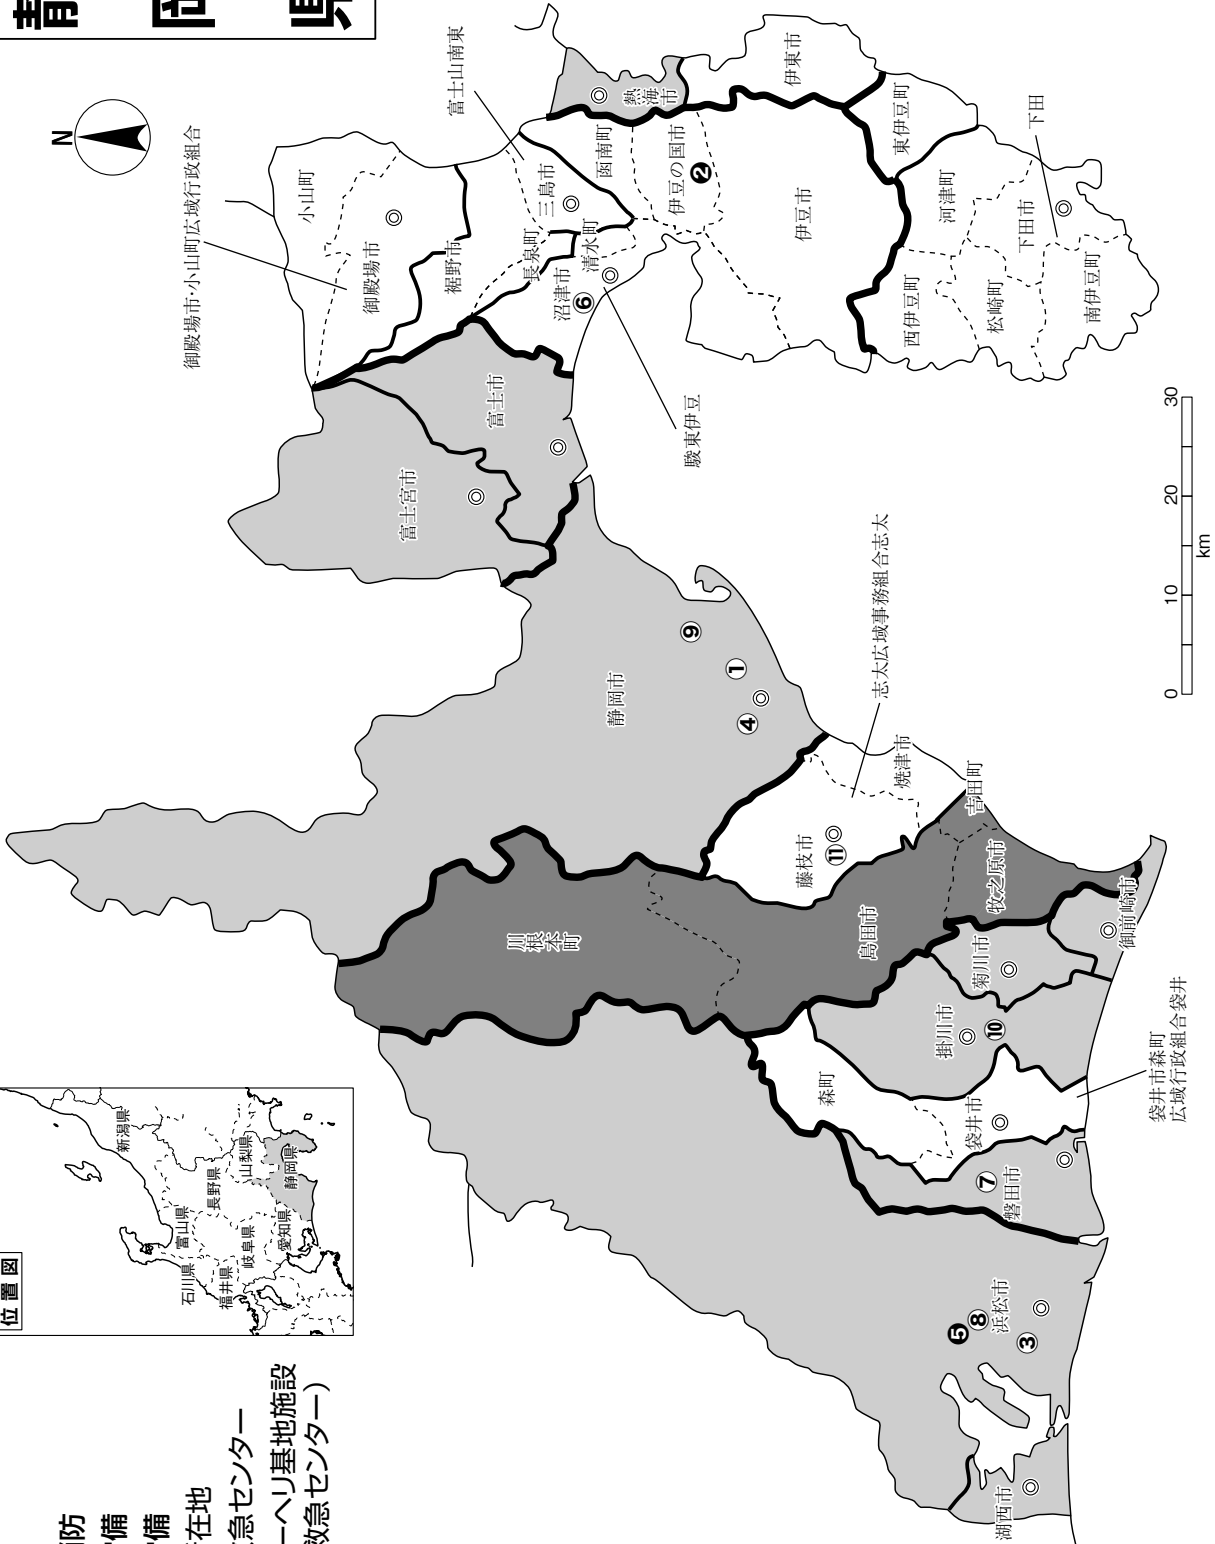 静岡県
N
位置図
新潟県
富山県
石川県
福井県
長野県
山梨県
岐阜県
愛知県
静岡県
在地
急センター
ーヘリ基地施設
救急センター)
御殿場市・小山町広域行政組合
富士山南東
小山町
御殿場市
裾野市
長泉町
三島市
清水町
沼津市
⑥
函南町
熱海市
伊豆の国市
❷
伊東市
伊豆市
東伊豆町
河津町
下田
下田市
西伊豆町
松崎町
南伊豆町
駿東伊豆
富士宮市
富士市
静岡市
⑨
①
④
志太広域事務組合志太
焼津市
藤枝市
⑪
吉田町
牧之原市
島田市
川根本町
御前崎市
菊川市
掛川市
⑩
森町
袋井市
袋井市森町
広域行政組合袋井
磐田市
⑦
浜松市
❺
⑧
③
湖西市
0
10
20
30
km